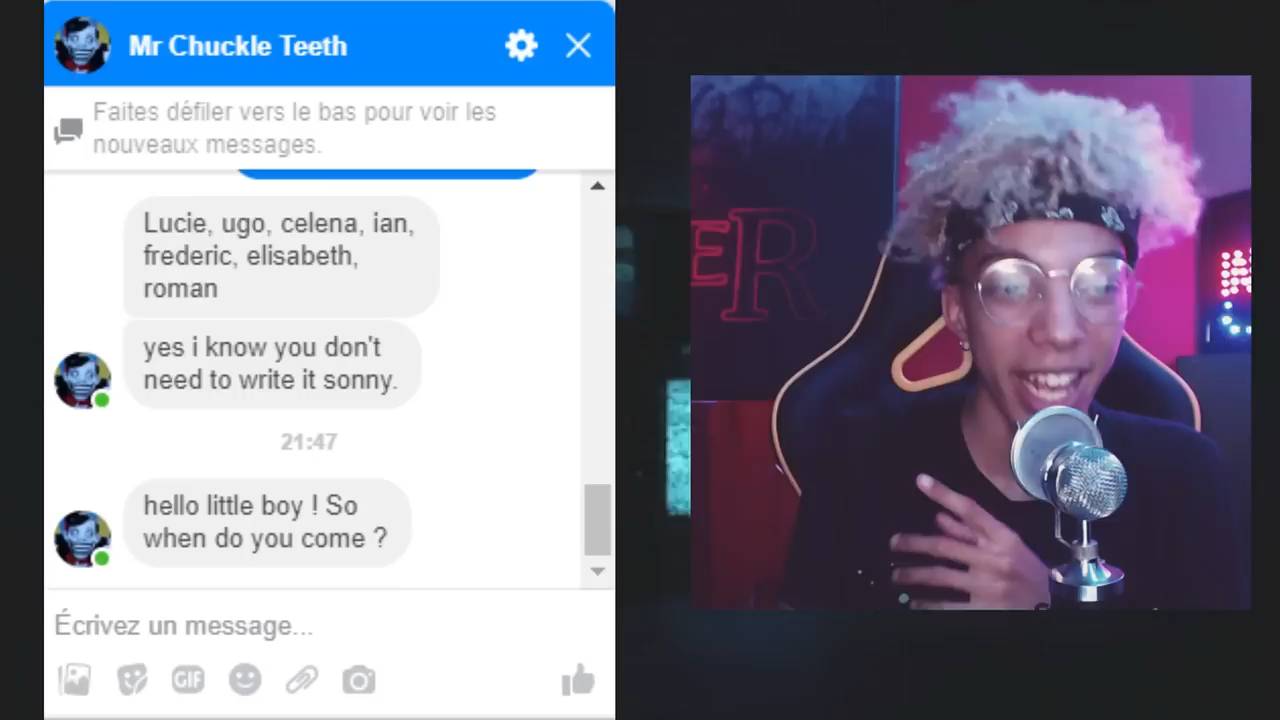 Mr Chuckle Teeth
Faites défiler vers le bas pour voir les
nouveaux messages.
Lucie, ugo, celena, ian,
frederic, elisabeth,
roman
yes i know you don't
need to write it sonny.
21:47
hello little boy ! So
when do you come ?
Écrivez un message...
GIF
ER